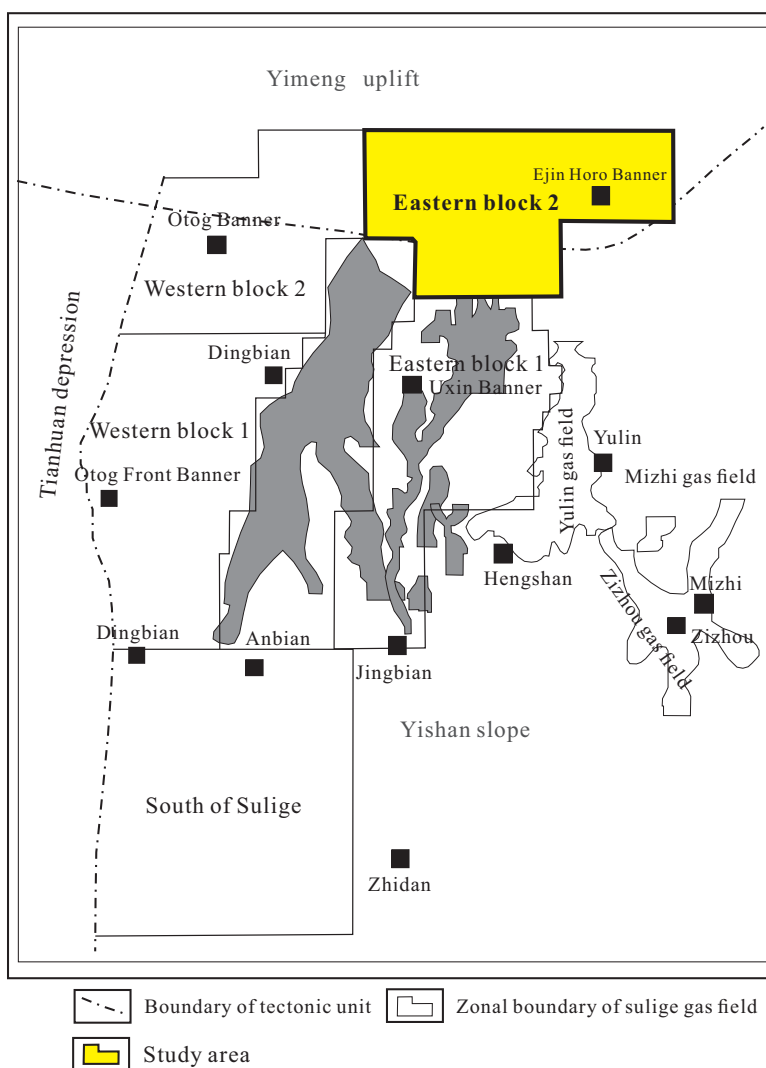 Yimeng uplift
Ejin Horo Banner
Eastern block 2
Otog Banner
Western block 2
Tianhuan depression
Dingbian
Eastern block 1
Uxin Banner
Western block 1
Otog Front Banner
Yulin gas field
Yulin
Mizhi gas field
Hengshan
Zizhou gas field
Mizhi
Zizhou
Dingbian
Anbian
Jingbian
Yishan slope
South of Sulige
Zhidan
Boundary of tectonic unit
Zonal boundary of sulige gas field
Study area